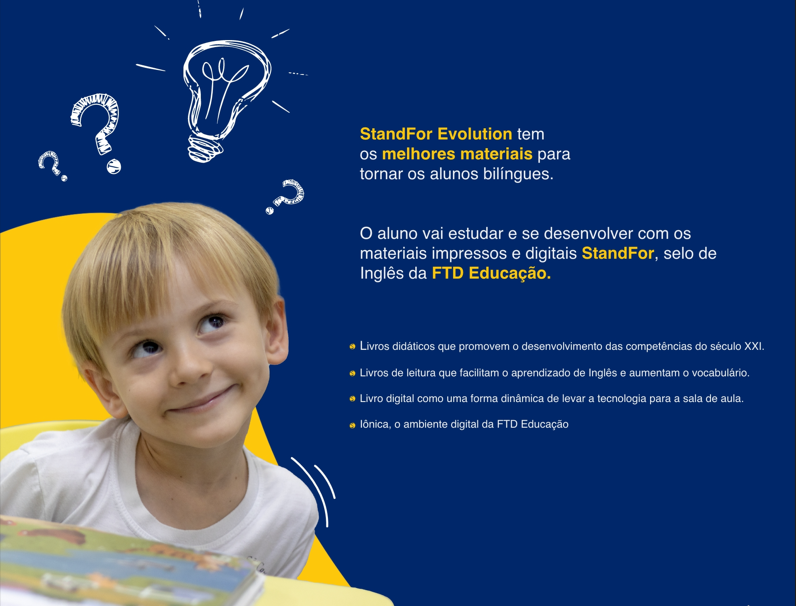 StandFor Evolution tem
os melhores materiais para
tornar os alunos bilíngues.
O aluno vai estudar e se desenvolver com os
materiais impressos e digitais StandFor, selo de
Inglês da FTD Educação.
Livros didáticos que promovem o desenvolvimento das competências do século XXI.
Livros de leitura que facilitam o aprendizado de Inglês e aumentam o vocabulário.
Livro digital como uma forma dinâmica de levar a tecnologia para a sala de aula.
Iônica, o ambiente digital da FTD Educação